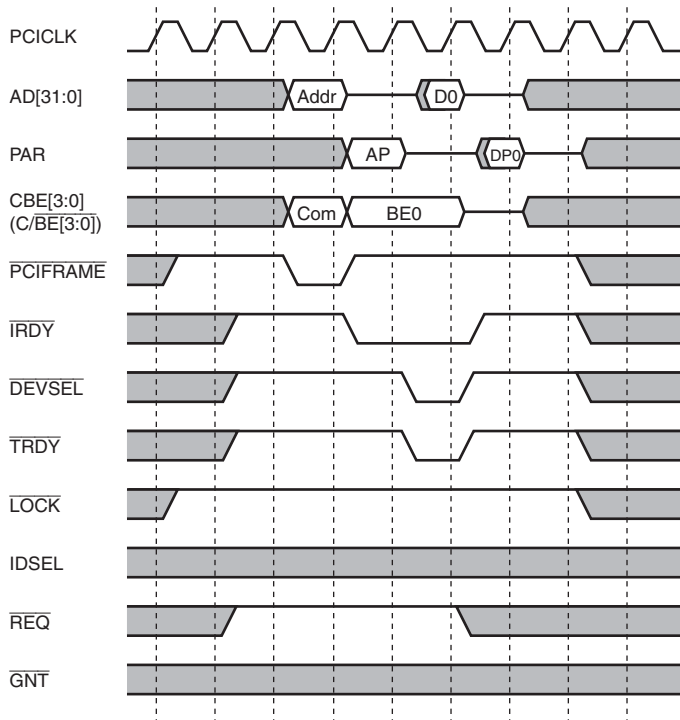 PCICLK
AD[31:0] Addr D0
PAR AP DP0
CBE[3:0]
(C/BE[3:0]) Com BE0
PCIFRAME
IRDY
DEVSEL
TRDY
LOCK
IDSEL
REQ
GNT